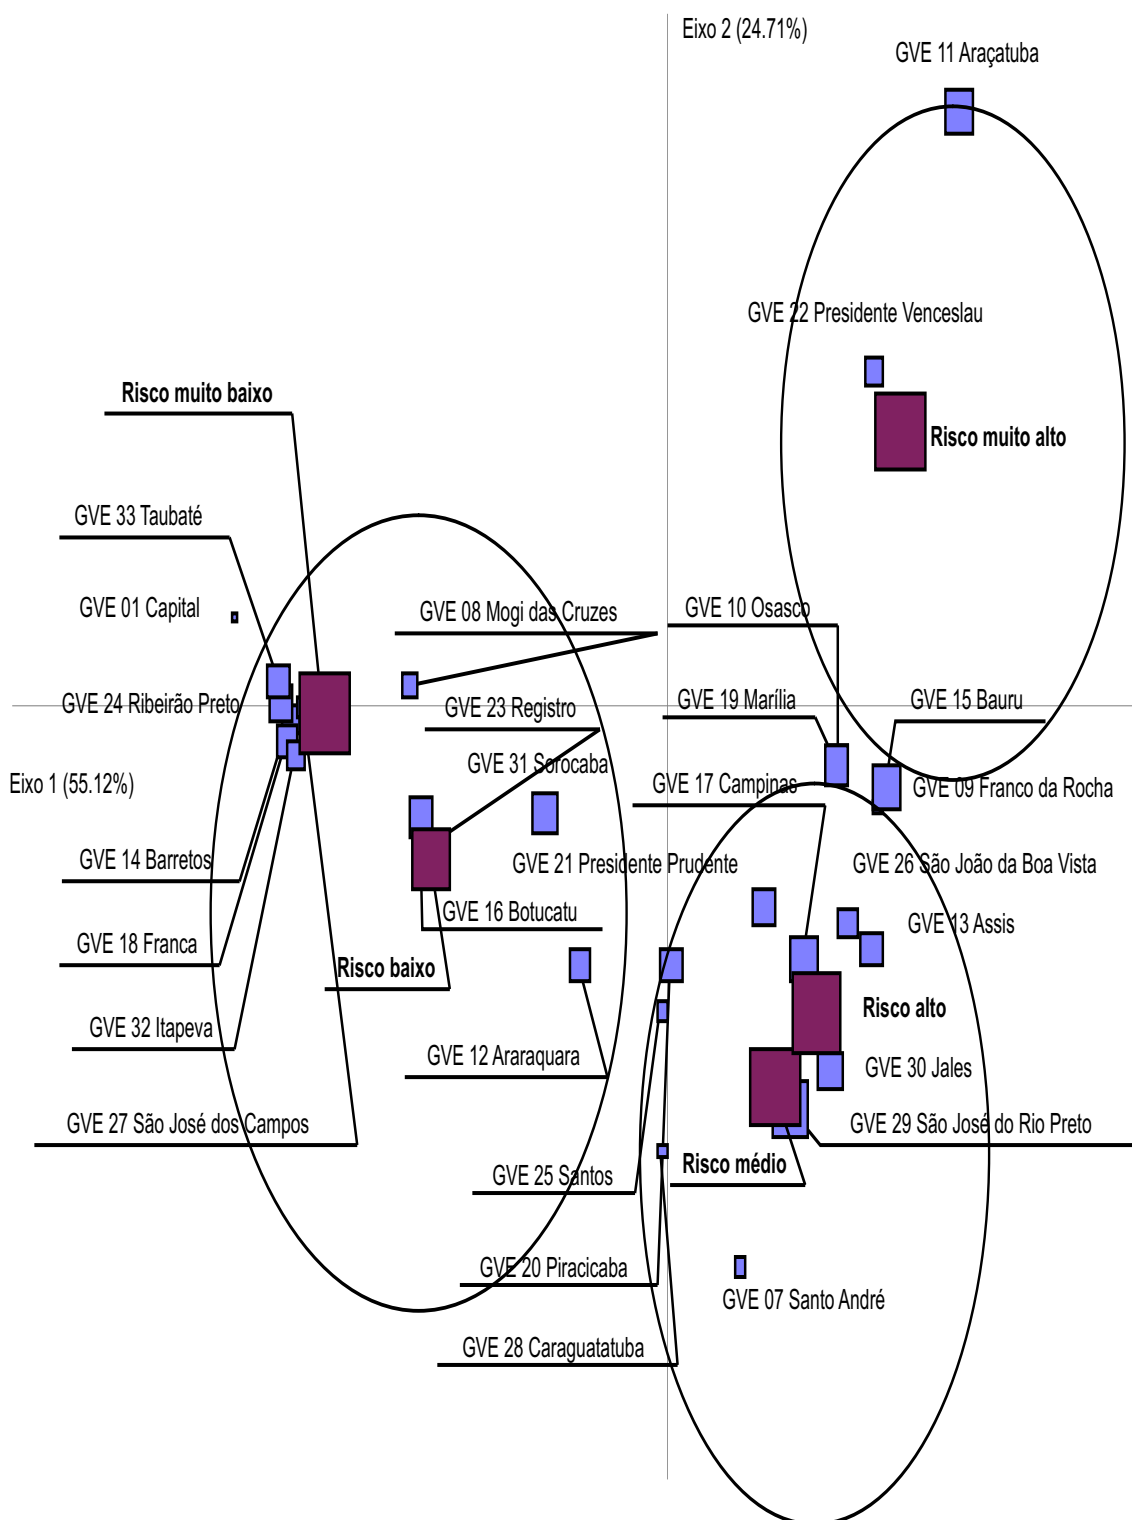 Eixo 2 (24.71%)
GVE 11 Araçatuba
GVE 22 Presidente Venceslau
Risco muito baixo
Risco muito alto
GVE 33 Taubaté
GVE 01 Capital
GVE 08 Mogi das Cruzes
GVE 10 Osasco
GVE 24 Ribeirão Preto
GVE 23 Registro
GVE 19 Marília
GVE 15 Bauru
GVE 31 Sorocaba
Eixo 1 (55.12%)
GVE 17 Campinas
GVE 09 Franco da Rocha
GVE 14 Barretos
GVE 21 Presidente Prudente
GVE 26 São João da Boa Vista
GVE 16 Botucatu
GVE 13 Assis
GVE 18 Franca
Risco baixo
Risco alto
GVE 32 Itapeva
GVE 12 Araraquara
GVE 30 Jales
GVE 27 São José dos Campos
GVE 29 São José do Rio Preto
Risco médio
GVE 25 Santos
GVE 20 Piracicaba
GVE 07 Santo André
GVE 28 Caraguatatuba